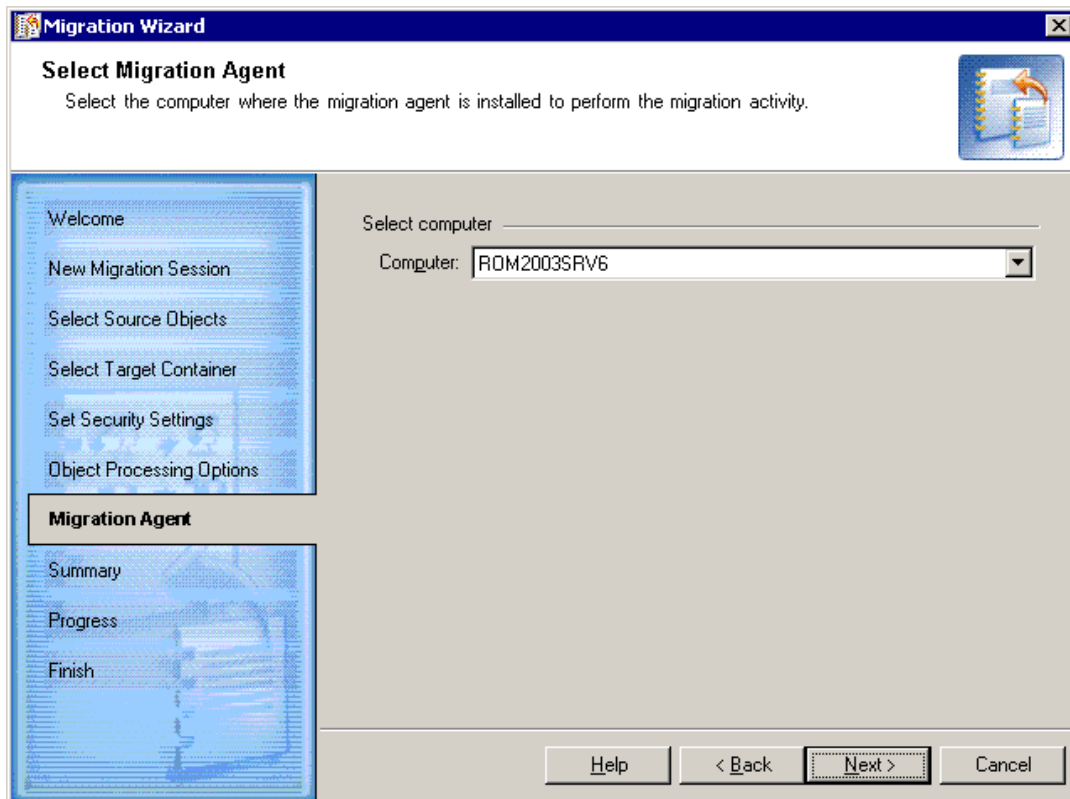 Migration Wizard
Select Migration Agent
Select the computer where the migration agent is installed to perform the migration activity.
Welcome
New Migration Session
Select Source Objects
Select Target Container
Set Security Settings
Object Processing Options
Migration Agent
Summary
Progress
Finish
Select computer
Computer: ROM2003SRV6
Help
< Back
Next >
Cancel